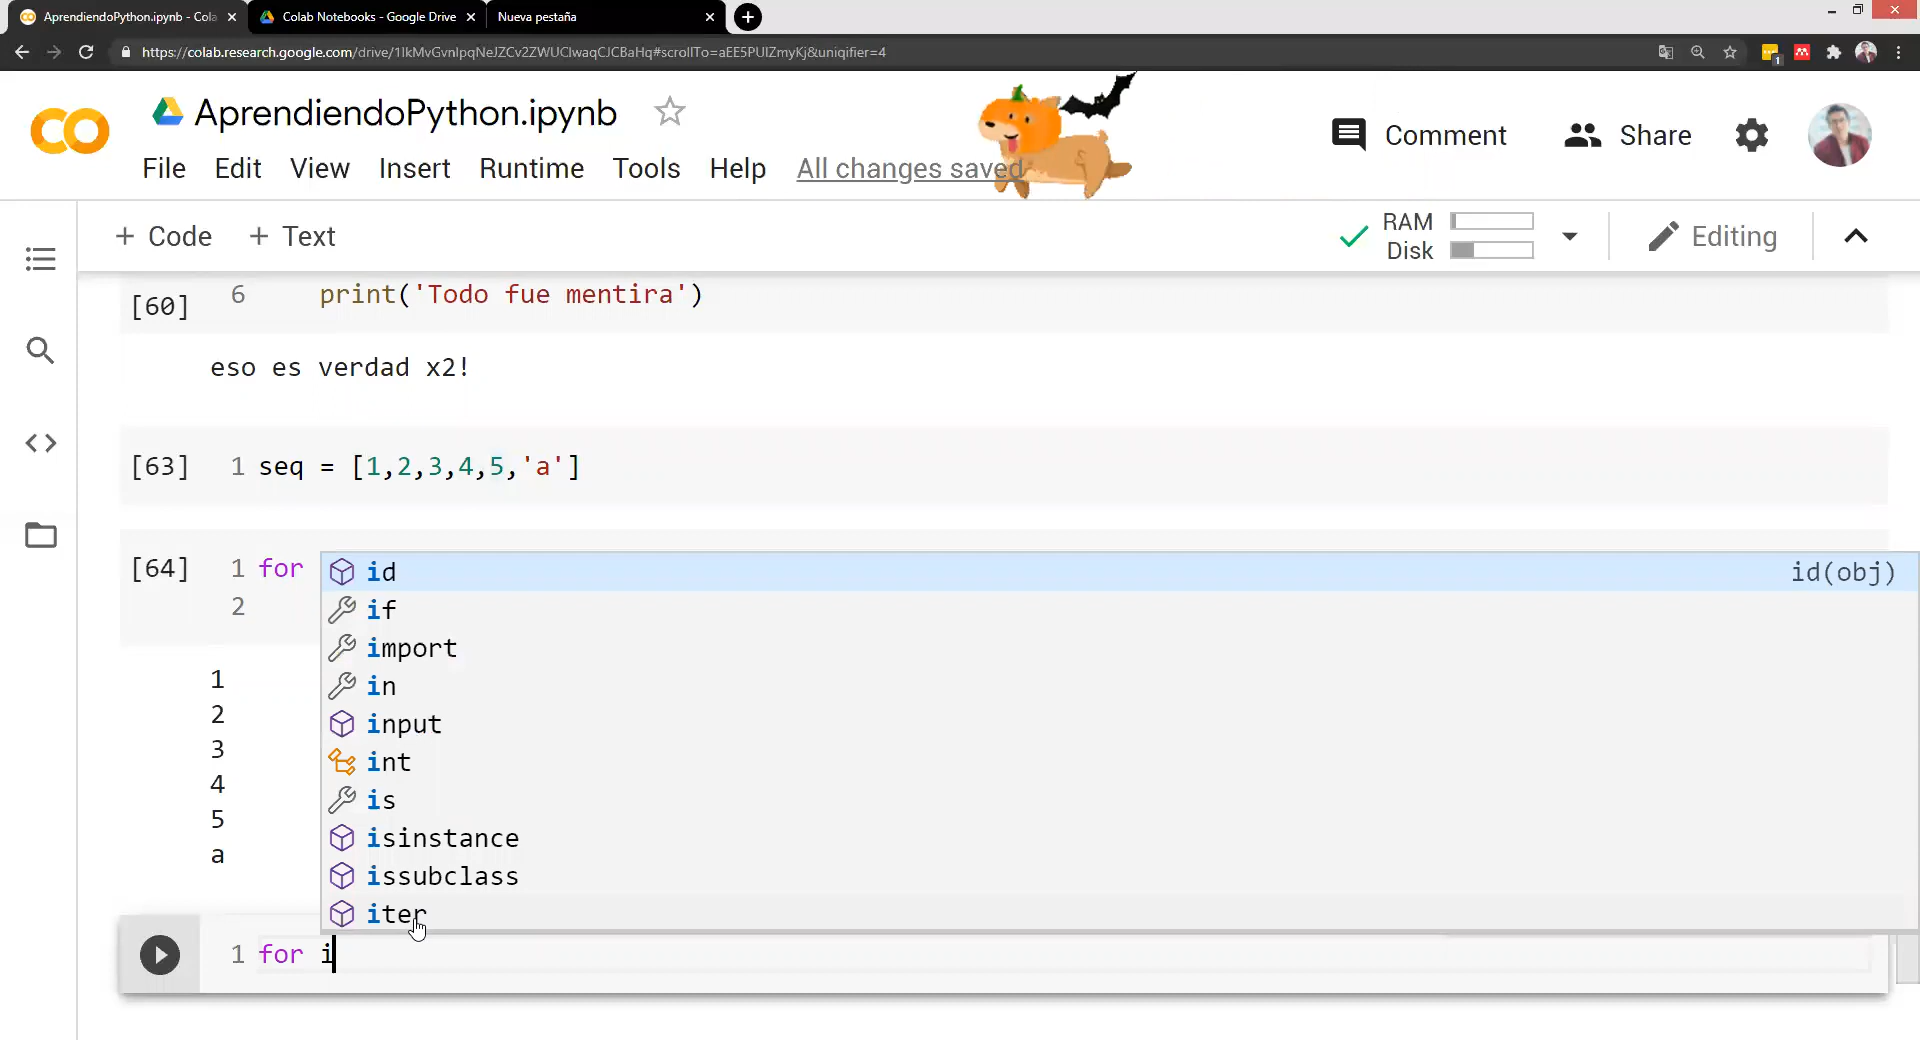 AprendiendoPython.ipynb - Cola
Colab Notebooks - Google Drive
Nueva pestaña
https://colab.research.google.com/drive/1IkMvGvnIpqNeJZCv2ZWUCIwaqCJCBaHq#scrollTo=aEE5PUIZmyKj&uniqifier=4
1
AprendiendoPython.ipynb
Comment
Share
File Edit View Insert Runtime Tools Help All changes saved
+ Code + Text
RAM
Disk
Editing
[60] 6 print('Todo fue mentira')
eso es verdad x2!
[63] 1 seq = [1,2,3,4,5,'a']
[64] 1 for
2
id id(obj)
if
import
in
input
int
is
isinstance
issubclass
iter
1
2
3
4
5
a
1 for i